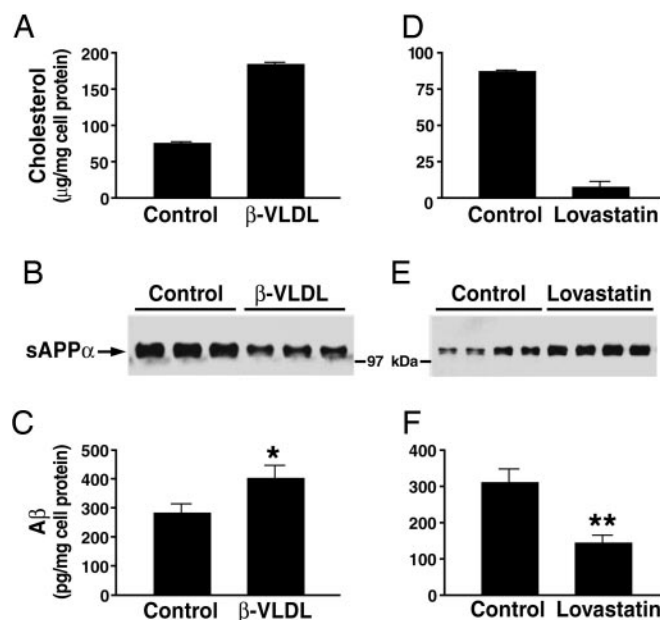 A
Cholesterol
(µg/mg cell protein)
200
150
100
50
0
Control β-VLDL
D
100
75
50
25
0
Control Lovastatin
B
Control β-VLDL
sAPPα
97 kDa
E
Control Lovastatin
C
Aβ
(pg/mg cell protein)
500
400
300
200
100
0
*
Control β-VLDL
F
400
300
200
100
0
**
Control Lovastatin